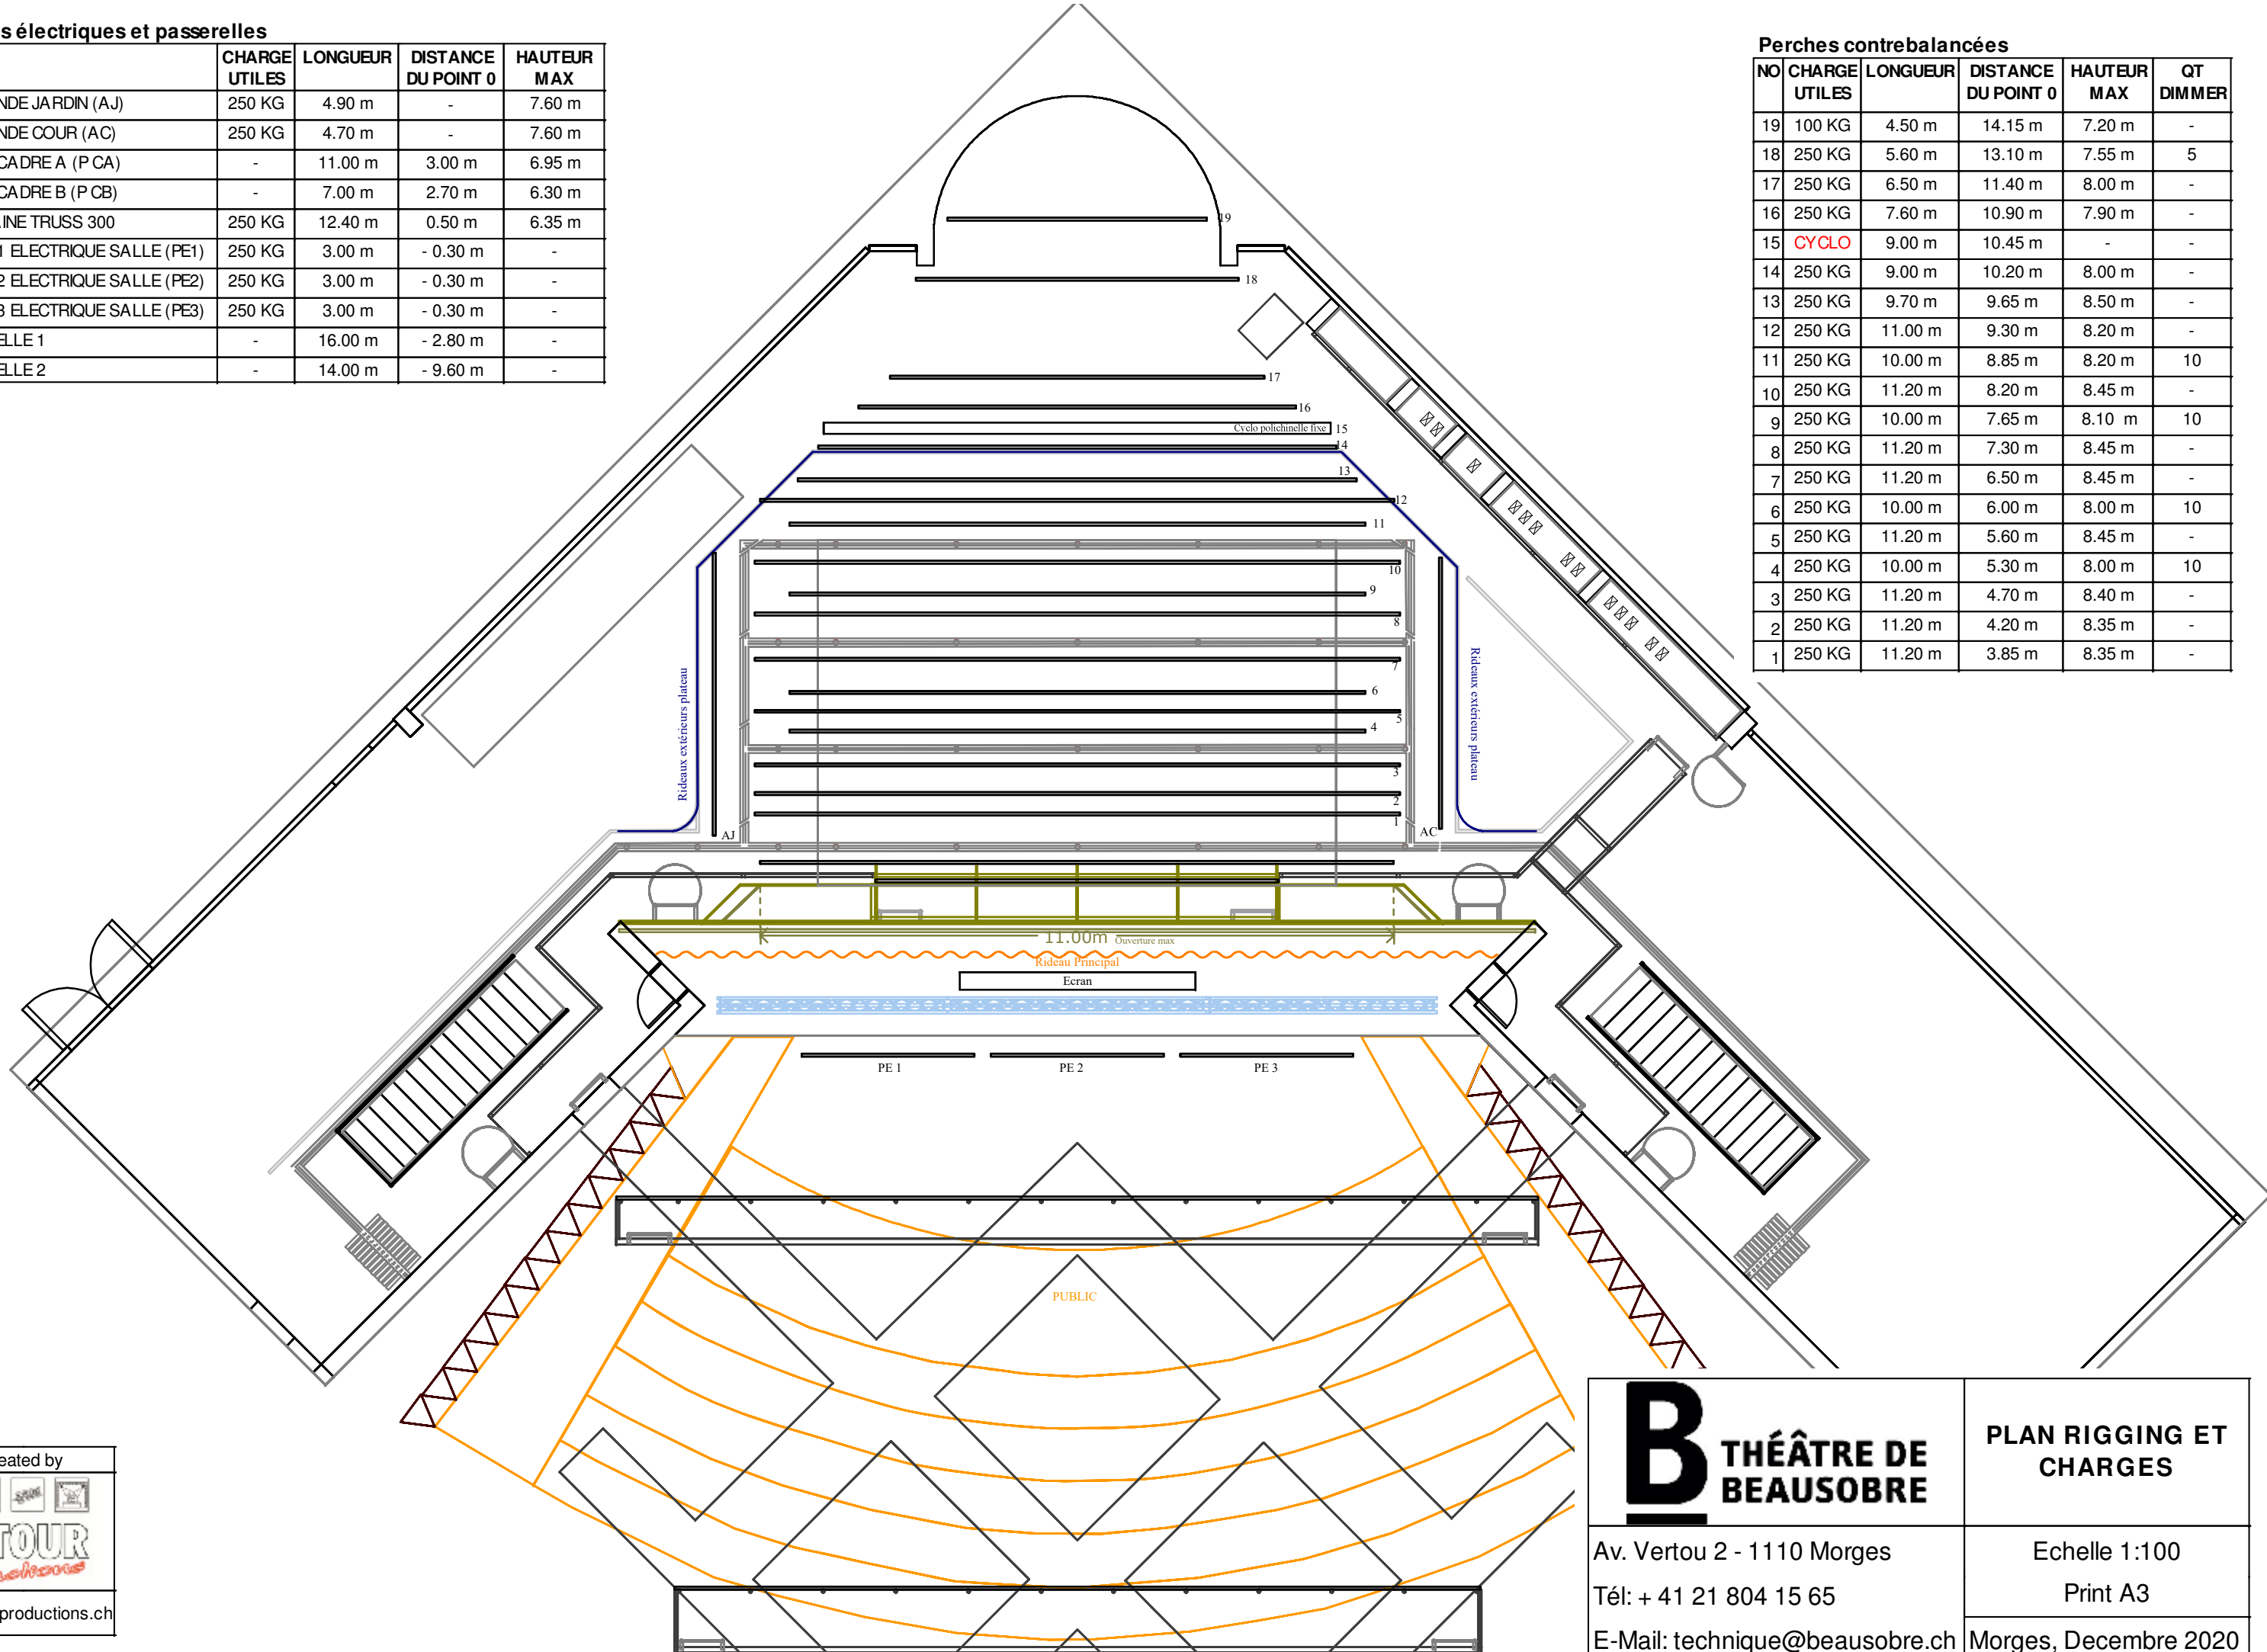 s électriques et passerelles
CHARGE UTILES LONGUEUR DISTANCE DU POINT 0 HAUTEUR MAX
NDE JARDIN (AJ) 250 KG 4.90 m - 7.60 m
NDE COUR (AC) 250 KG 4.70 m - 7.60 m
CADRE A (P CA) - 11.00 m 3.00 m 6.95 m
CADRE B (P CB) - 7.00 m 2.70 m 6.30 m
INE TRUSS 300 250 KG 12.40 m 0.50 m 6.35 m
1 ELECTRIQUE SALLE (PE1) 250 KG 3.00 m - 0.30 m -
2 ELECTRIQUE SALLE (PE2) 250 KG 3.00 m - 0.30 m -
3 ELECTRIQUE SALLE (PE3) 250 KG 3.00 m - 0.30 m -
ELLE 1 - 16.00 m - 2.80 m -
ELLE 2 - 14.00 m - 9.60 m -
Perches contrebalancées
NO CHARGE UTILES LONGUEUR DISTANCE DU POINT 0 HAUTEUR MAX QT DIMMER
19 100 KG 4.50 m 14.15 m 7.20 m -
18 250 KG 5.60 m 13.10 m 7.55 m 5
17 250 KG 6.50 m 11.40 m 8.00 m -
16 250 KG 7.60 m 10.90 m 7.90 m -
15 CYCLO 9.00 m 10.45 m - -
14 250 KG 9.00 m 10.20 m 8.00 m -
13 250 KG 9.70 m 9.65 m 8.50 m -
12 250 KG 11.00 m 9.30 m 8.20 m -
11 250 KG 10.00 m 8.85 m 8.20 m 10
10 250 KG 11.20 m 8.20 m 8.45 m -
9 250 KG 10.00 m 7.65 m 8.10 m 10
8 250 KG 11.20 m 7.30 m 8.45 m -
7 250 KG 11.20 m 6.50 m 8.45 m -
6 250 KG 10.00 m 6.00 m 8.00 m 10
5 250 KG 11.20 m 5.60 m 8.45 m -
4 250 KG 10.00 m 5.30 m 8.00 m 10
3 250 KG 11.20 m 4.70 m 8.40 m -
2 250 KG 11.20 m 4.20 m 8.35 m -
1 250 KG 11.20 m 3.85 m 8.35 m -
19
18
17
16
Cyclo polichinelle fixe 15
14
13
12
11
10
9
8
7
6
5
4
3
2
1
Rideaux extérieurs plateau
Rideaux extérieurs plateau
AJ
AC
11.00m Ouverture max
Rideau Principal
Ecran
PE 1
PE 2
PE 3
PUBLIC
eated by
TOUR
productions.ch
B THÉÂTRE DE
BEAUSOBRE
PLAN RIGGING ET
CHARGES
Av. Vertou 2 - 1110 Morges
Tél: + 41 21 804 15 65
E-Mail: technique@beausobre.ch
Echelle 1:100
Print A3
Morges, Decembre 2020